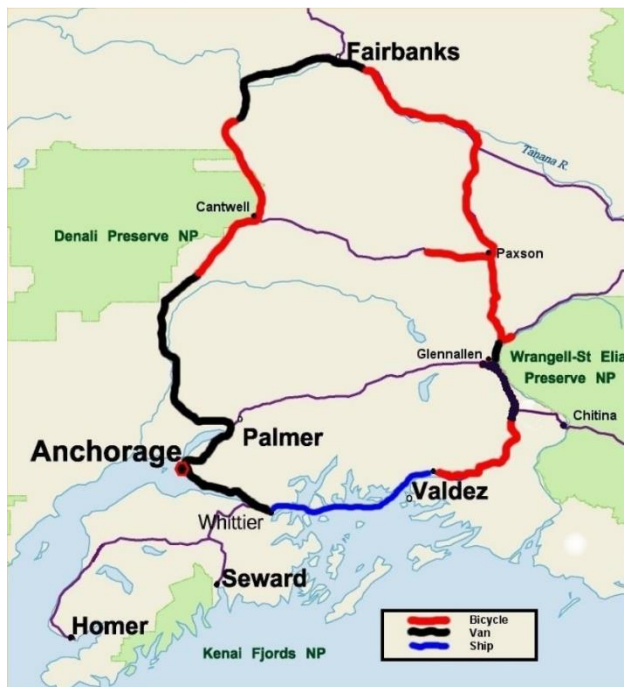 Fairbanks
Tanana R.
Cantwell
Denali Preserve NP
Paxson
Glennallen
Wrangell-St Elia
Preserve NP
Chitina
Palmer
Anchorage
Valdez
Whittier
Seward
Homer
Kenai Fjords NP
Bicycle
Van
Ship